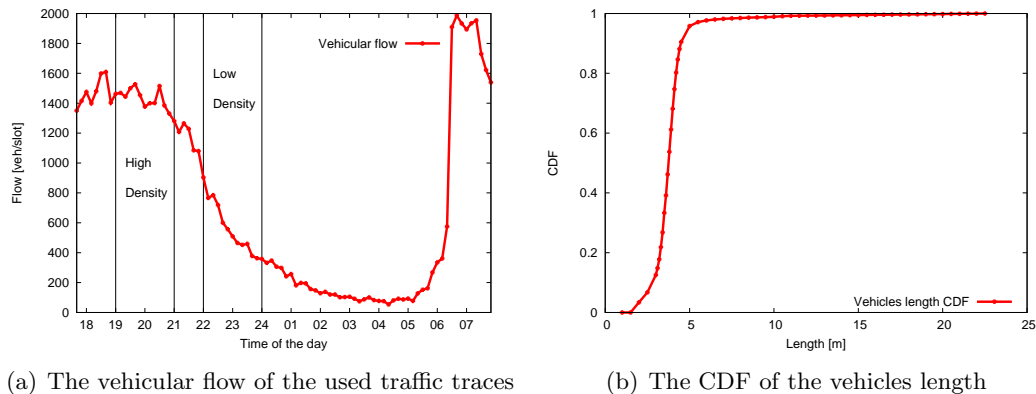 2000
1800
1600
1400
1200
1000
800
600
400
200
0
Flow [veh/slot]
Vehicular flow
Low
Density
High
Density
18 19 20 21 22 23 24 01 02 03 04 05 06 07
Time of the day
(a) The vehicular flow of the used traffic traces
1
0.8
0.6
0.4
0.2
0
CDF
Vehicles length CDF
0 5 10 15 20 25
Length [m]
(b) The CDF of the vehicles length